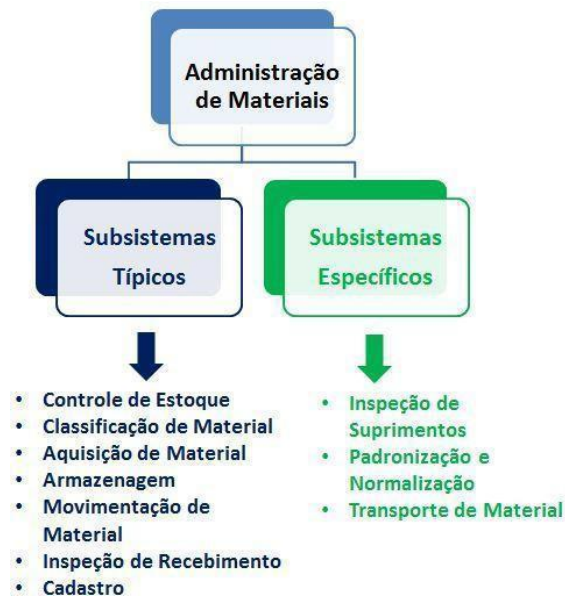 Administração
de Materiais
Subsistemas
Típicos
Subsistemas
Específicos
• Controle de Estoque
• Classificação de Material
• Aquisição de Material
• Armazenagem
• Movimentação de
Material
• Inspeção de Recebimento
• Cadastro
• Inspeção de
Suprimentos
• Padronização e
Normalização
• Transporte de Material